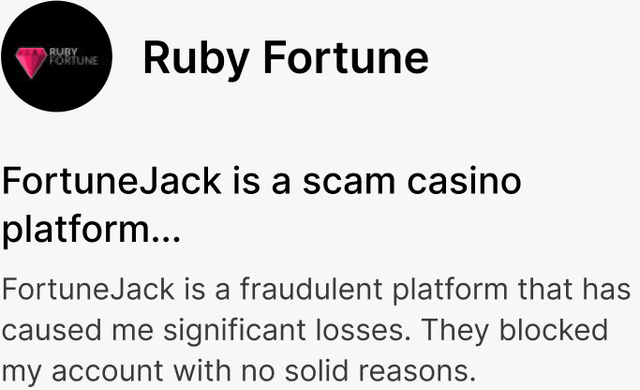 RUBY
FORTUNE
Ruby Fortune
FortuneJack is a scam casino
platform...
FortuneJack is a fraudulent platform that has
caused me significant losses. They blocked
my account with no solid reasons.